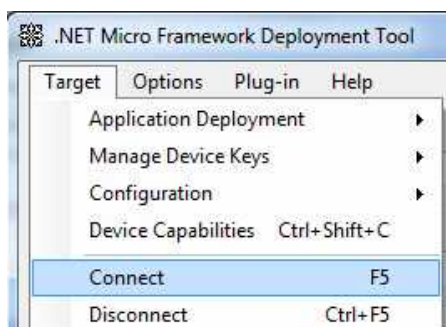 .NET Micro Framework Deployment Tool
Target Options Plug-in Help
Application Deployment
Manage Device Keys
Configuration
Device Capabilities Ctrl+Shift+C
Connect F5
Disconnect Ctrl+F5